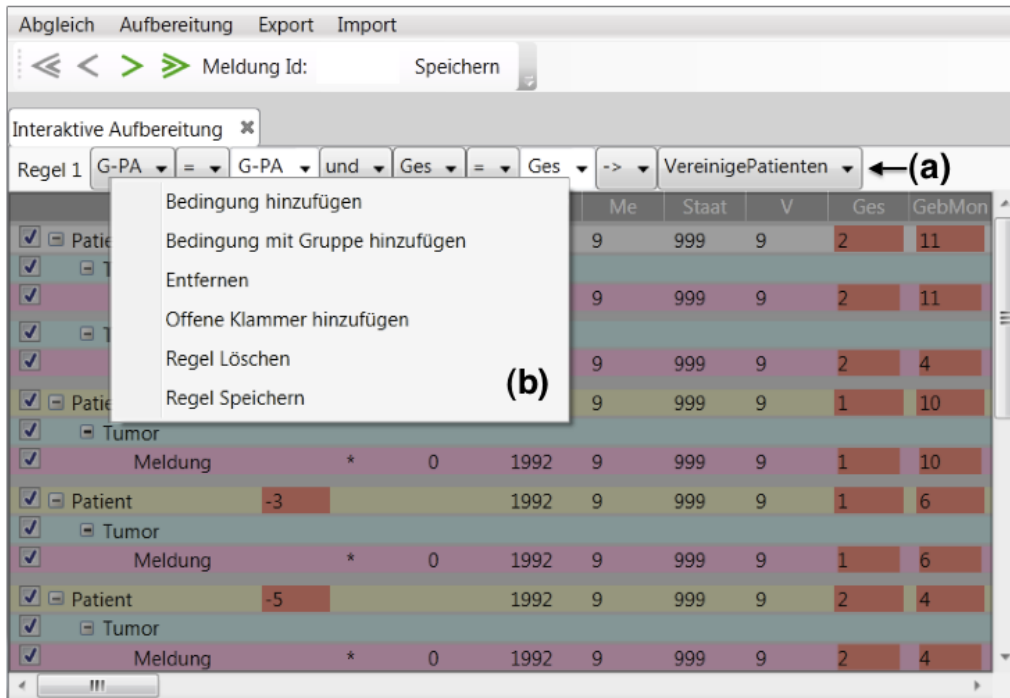 Abgleich Aufbereitung Export Import
Meldung Id: Speichern
Interaktive Aufbereitung
Regel 1 G-PA = G-PA und Ges = Ges -> VereinigePatienten (a)
Me Staat V Ges GebMon
Bedingung hinzufügen
Bedingung mit Gruppe hinzufügen
Entfernen
Offene Klammer hinzufügen
Regel Löschen
Regel Speichern
(b)
Patie 9 999 9 2 11
T
9 999 9 2 11
T
9 999 9 2 4
Patie 9 999 9 1 10
Tumor
Meldung * 0 1992 9 999 9 1 10
Patient -3 1992 9 999 9 1 6
Tumor
Meldung * 0 1992 9 999 9 1 6
Patient -5 1992 9 999 9 2 4
Tumor
Meldung * 0 1992 9 999 9 2 4